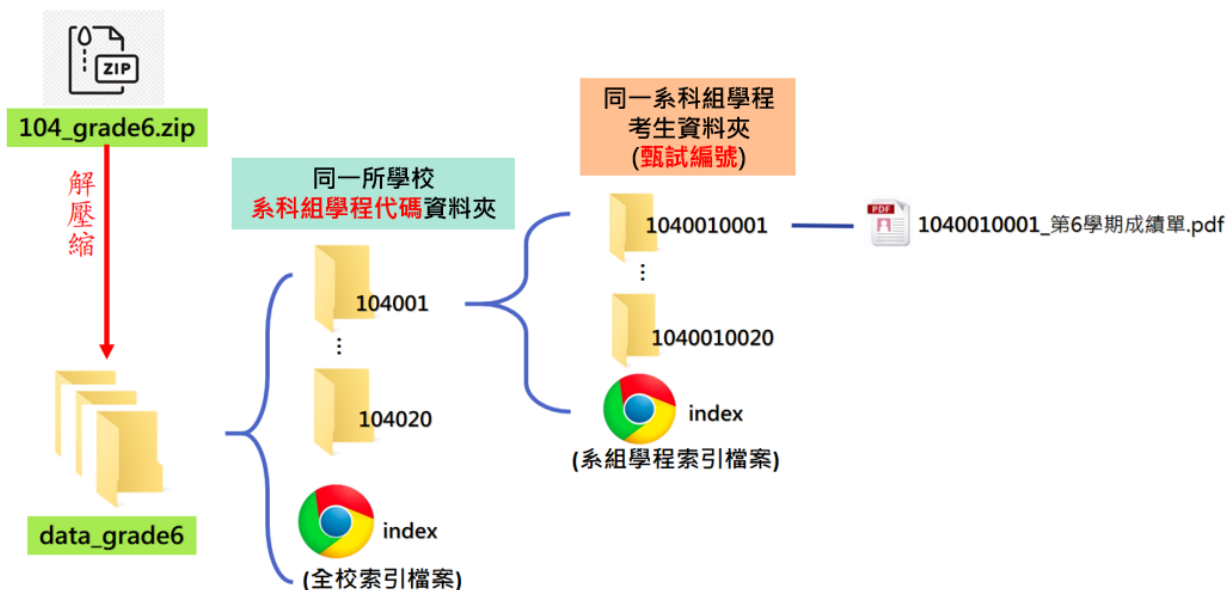 ZIP
104_grade6.zip
解壓縮
data_grade6
同一所學校
系科組學程代碼資料夾
104001
⋮
104020
index
(全校索引檔案)
同一系科組學程
考生資料夾
(甄試編號)
1040010001
⋮
1040010020
index
(系組學程索引檔案)
PDF
1040010001_第6學期成績單.pdf